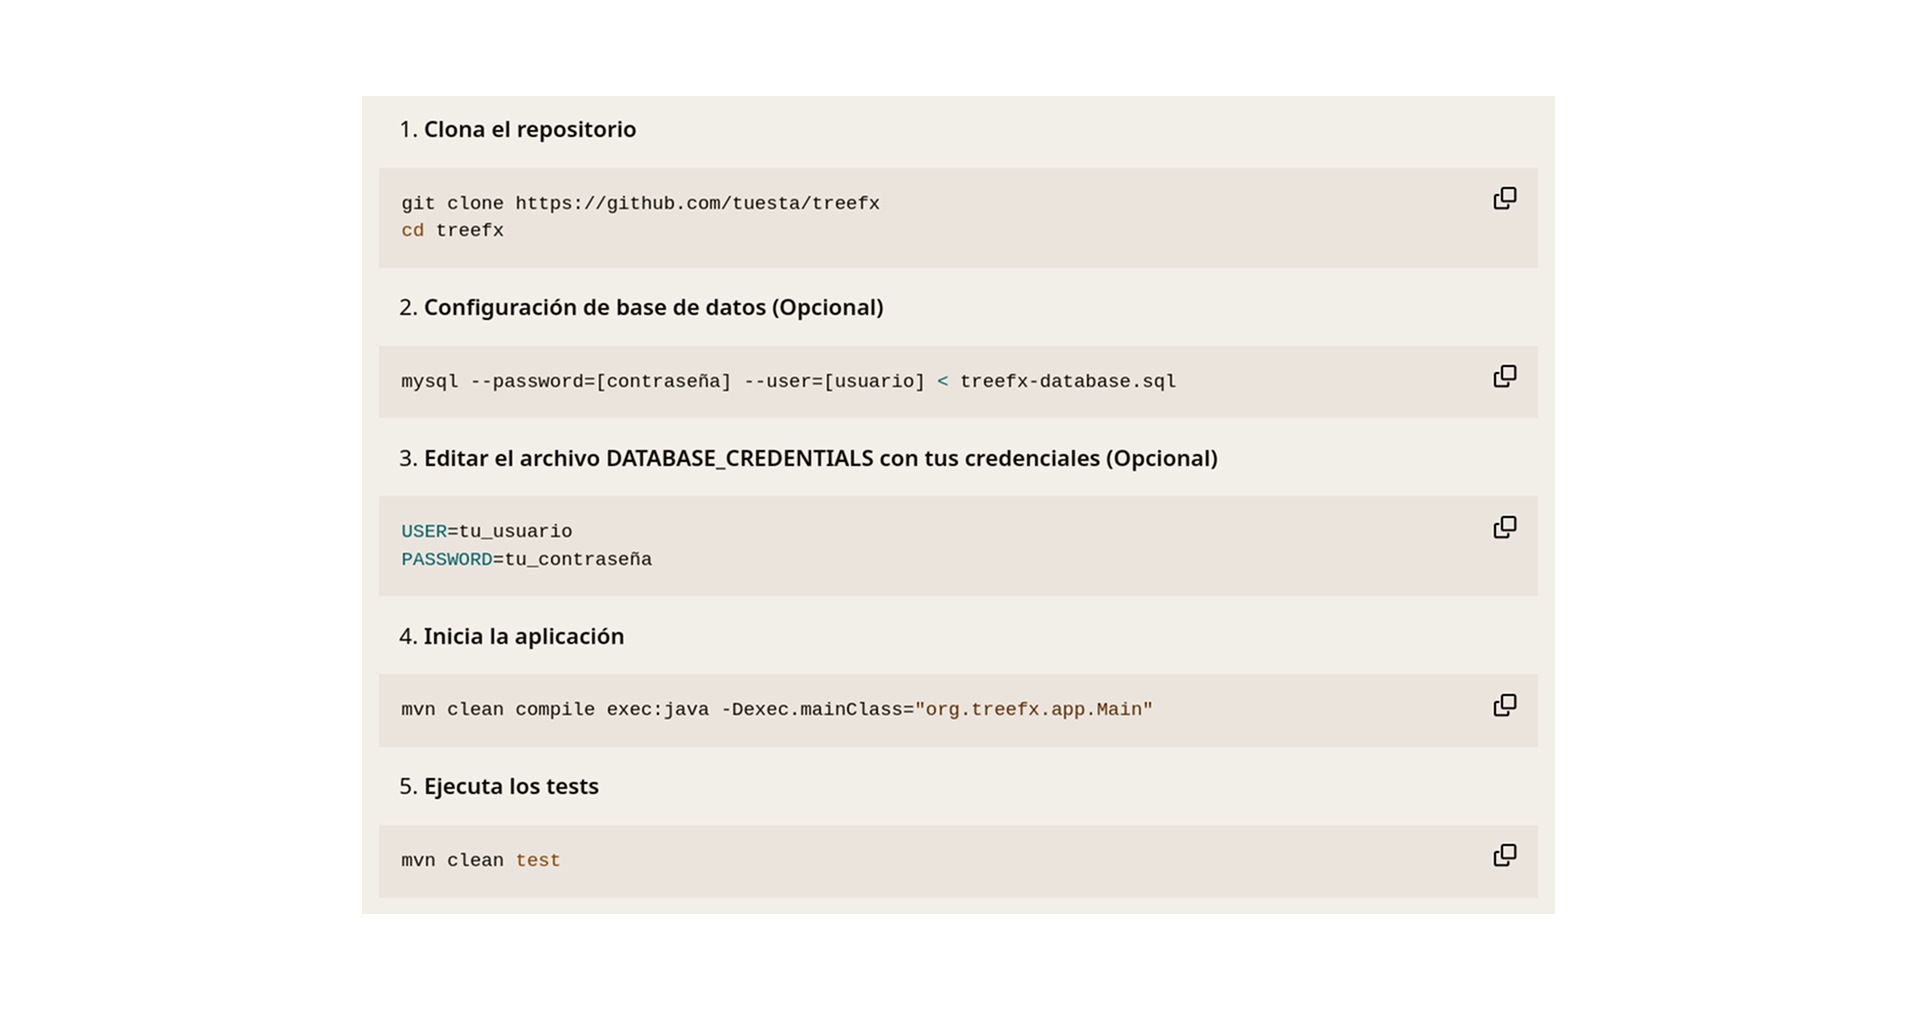 1. Clona el repositorio
git clone https://github.com/tuesta/treefx
cd treefx
2. Configuración de base de datos (Opcional)
mysql --password=[contraseña] --user=[usuario] < treefx-database.sql
3. Editar el archivo DATABASE_CREDENTIALS con tus credenciales (Opcional)
USER=tu_usuario
PASSWORD=tu_contraseña
4. Inicia la aplicación
mvn clean compile exec:java -Dexec.mainClass="org.treefx.app.Main"
5. Ejecuta los tests
mvn clean test